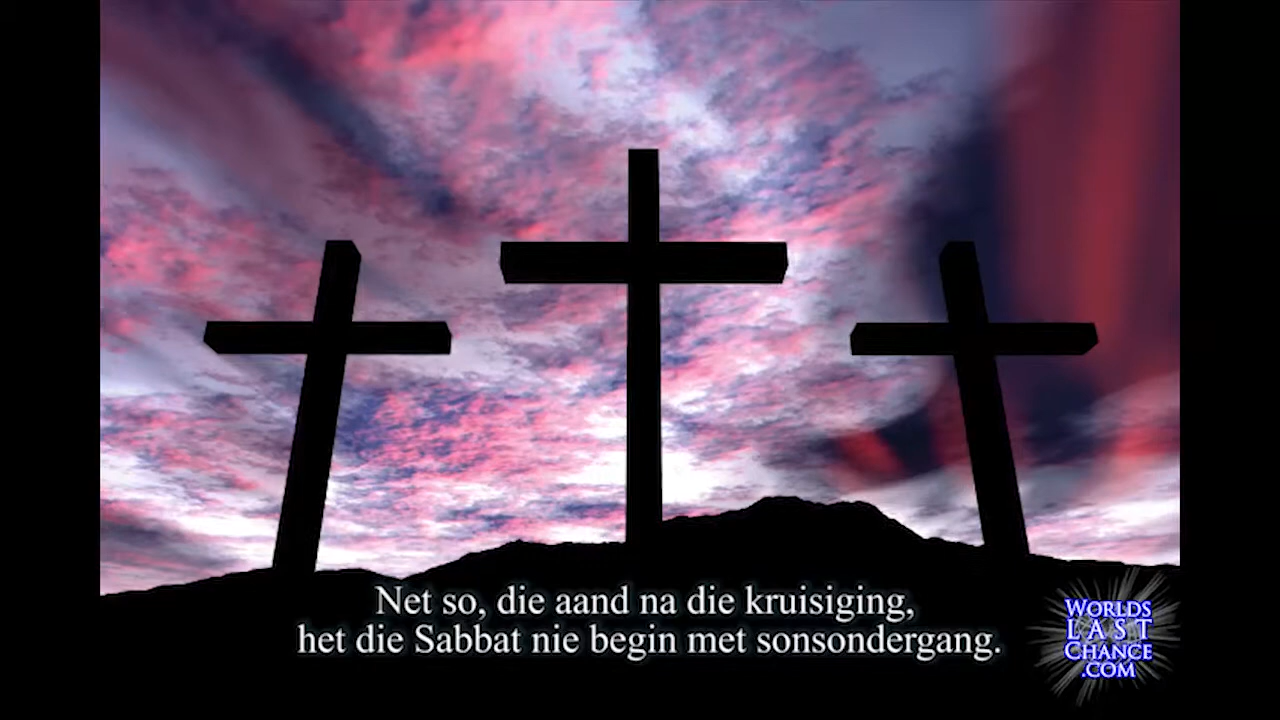 Net so, die aand na die kruisiging,
het die Sabbat nie begin met sonsondergang.
WORLDS
LAST
CHANCE
.COM